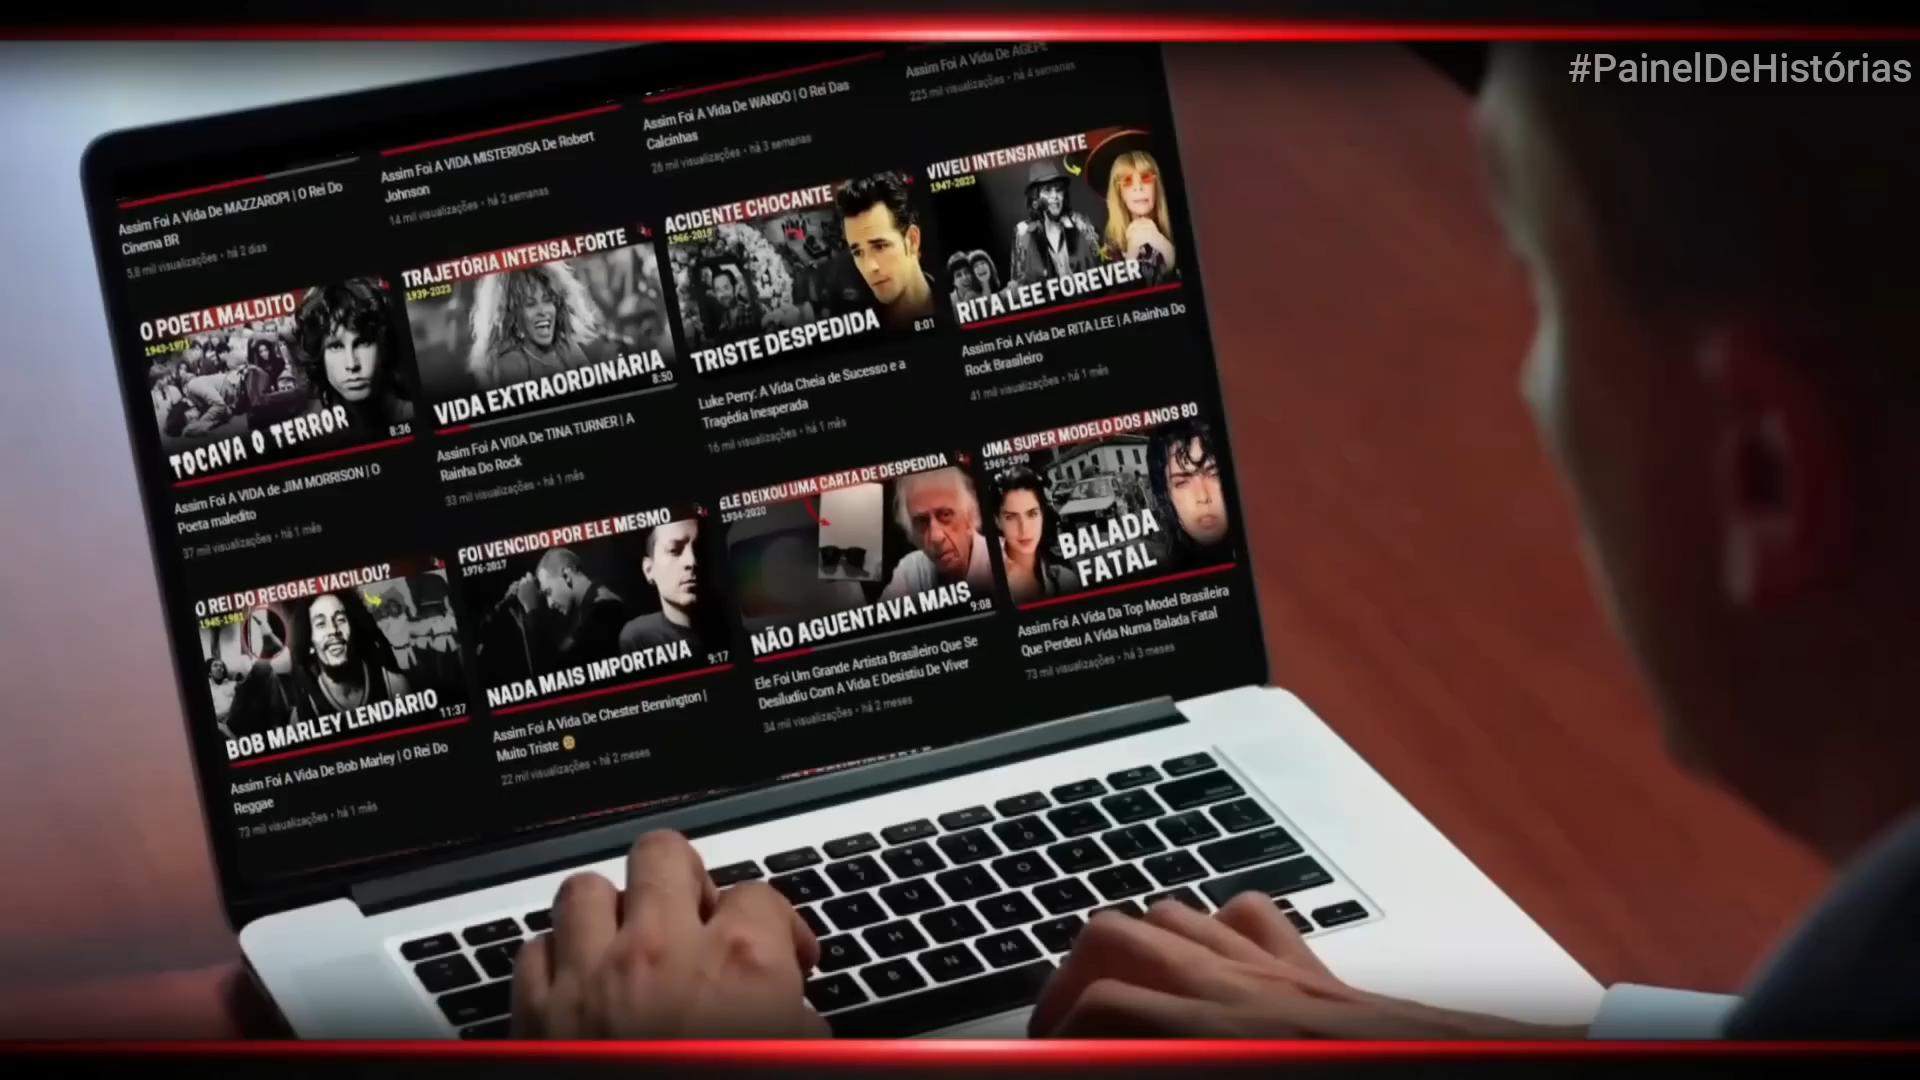 #PainelDeHistórias
Assim Foi A Vida De MAZZAROPI | O Rei Do
Cinema BR
5,8 mil visualizações • há 2 dias
Assim Foi A VIDA MISTERIOSA De Robert
Johnson
14 mil visualizações • há 2 semanas
Assim Foi A Vida De WANDO | O Rei Das
Calcinhas
26 mil visualizações • há 3 semanas
Assim Foi A Vida De AGEPÊ
225 mil visualizações • há 4 semanas
O POETA M4LDITO
1943-1971
TOCAVA O TERROR
8:36
Assim Foi A VIDA de JIM MORRISON | O
Poeta maledito
37 mil visualizações • há 1 mês
TRAJETÓRIA INTENSA,FORTE
1939-2023
VIDA EXTRAORDINÁRIA
8:50
Assim Foi A VIDA De TINA TURNER | A
Rainha Do Rock
33 mil visualizações • há 1 mês
ACIDENTE CHOCANTE
1966-2019
TRISTE DESPEDIDA
8:01
Luke Perry: A Vida Cheia de Sucesso e a
Tragédia Inesperada
16 mil visualizações • há 1 mês
VIVEU INTENSAMENTE
1947-2023
RITA LEE FOREVER
Assim Foi A Vida De RITA LEE | A Rainha Do
Rock Brasileiro
41 mil visualizações • há 1 mês
O REI DO REGGAE VACILOU?
1945-1981
BOB MARLEY LENDÁRIO
11:37
Assim Foi A Vida De Bob Marley | O Rei Do
Reggae
73 mil visualizações • há 1 mês
FOI VENCIDO POR ELE MESMO
1976-2017
NADA MAIS IMPORTAVA
9:17
Assim Foi A Vida De Chester Bennington |
Muito Triste
22 mil visualizações • há 2 meses
ELE DEIXOU UMA CARTA DE DESPEDIDA
1934-2020
NÃO AGUENTAVA MAIS
9:08
Ele Foi Um Grande Artista Brasileiro Que Se
Desiludiu Com A Vida E Desistiu De Viver
34 mil visualizações • há 2 meses
UMA SUPER MODELO DOS ANOS 80
1969-1990
BALADA
FATAL
Assim Foi A Vida Da Top Model Brasileira
Que Perdeu A Vida Numa Balada Fatal
73 mil visualizações • há 3 meses